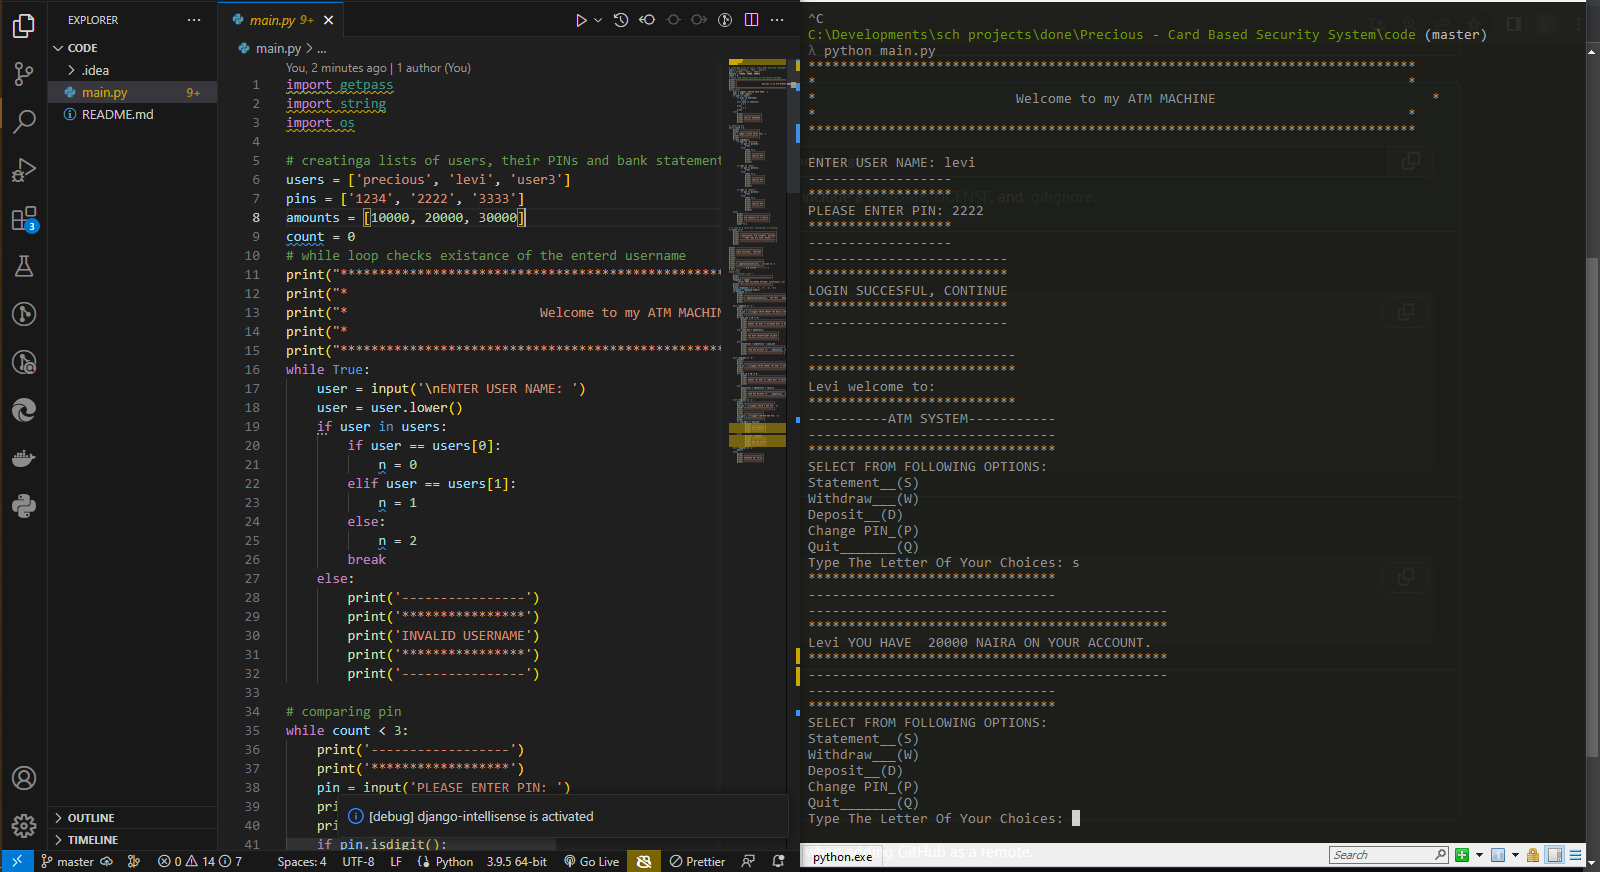 EXPLORER
CODE
.idea
main.py 9+
README.md
OUTLINE
TIMELINE
3
main.py 9+
main.py > ...
You, 2 minutes ago | 1 author (You)
1 import getpass
2 import string
3 import os
4
5 # creatinga lists of users, their PINs and bank statement
6 users = ['precious', 'levi', 'user3']
7 pins = ['1234', '2222', '3333']
8 amounts = [10000, 20000, 30000]
9 count = 0
10 # while loop checks existance of the enterd username
11 print("********************************************************
12 print("*
13 print("*                         Welcome to my ATM MACHIN
14 print("*
15 print("********************************************************
16 while True:
17     user = input('\nENTER USER NAME: ')
18     user = user.lower()
19     if user in users:
20         if user == users[0]:
21             n = 0
22         elif user == users[1]:
23             n = 1
24         else:
25             n = 2
26         break
27     else:
28         print('----------------')
29         print('****************')
30         print('INVALID USERNAME')
31         print('****************')
32         print('----------------')
33
34 # comparing pin
35 while count < 3:
36     print('------------------')
37     print('******************')
38     pin = input('PLEASE ENTER PIN: ')
39     pri
40     pri
41     if pin.isdigit():
[debug] django-intellisense is activated
master 0 14 7 Spaces: 4 UTF-8 LF Python 3.9.5 64-bit Go Live Prettier
^C
C:\Developments\sch projects\done\Precious - Card Based Security System\code (master)
λ python main.py
****************************************************************************
*                                                                          *
*                         Welcome to my ATM MACHINE                           *
*                                                                          *
****************************************************************************
ENTER USER NAME: levi
------------------
******************
PLEASE ENTER PIN: 2222
******************
------------------
-------------------------
*************************
LOGIN SUCCESFUL, CONTINUE
*************************
-------------------------
--------------------------
**************************
Levi welcome to:
**************************
----------ATM SYSTEM-----------
-------------------------------
*******************************
SELECT FROM FOLLOWING OPTIONS:
Statement__(S)
Withdraw___(W)
Deposit__(D)
Change PIN_(P)
Quit_______(Q)
Type The Letter Of Your Choices: s
*******************************
-------------------------------
---------------------------------------------
*********************************************
Levi YOU HAVE  20000 NAIRA ON YOUR ACCOUNT.
*********************************************
---------------------------------------------
-------------------------------
*******************************
SELECT FROM FOLLOWING OPTIONS:
Statement__(S)
Withdraw___(W)
Deposit__(D)
Change PIN_(P)
Quit_______(Q)
Type The Letter Of Your Choices:
include a README, LICENSE, and .gitignore.
when adding GitHub as a remote.
python.exe
Search